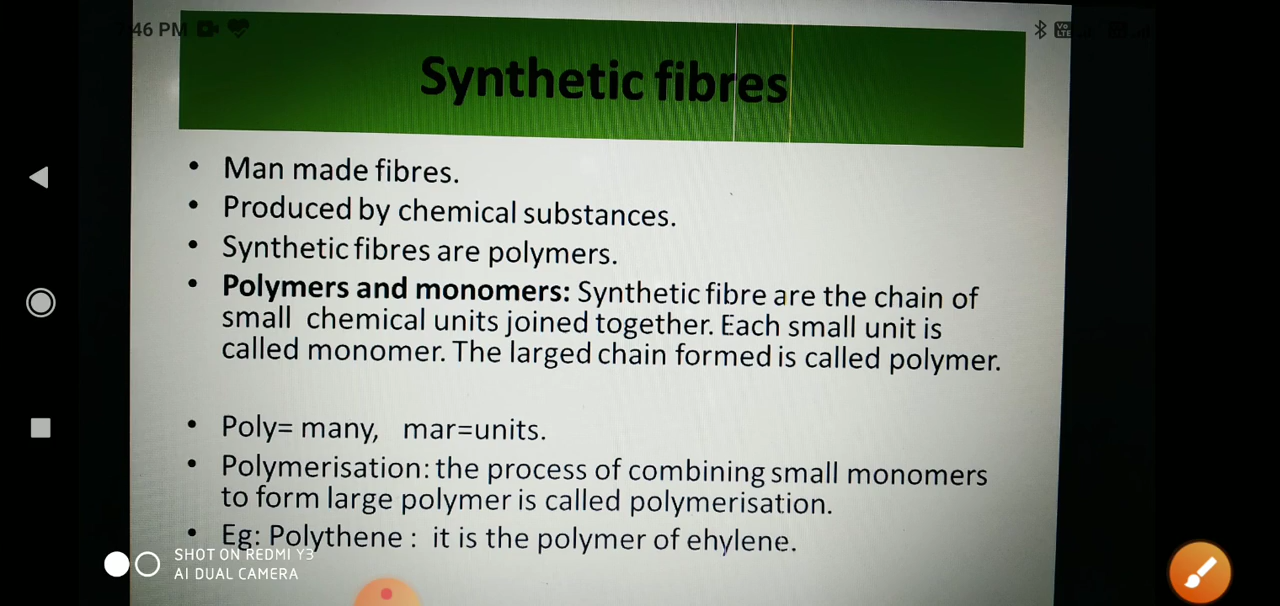 46 PM
Vo
LTE
Synthetic fibres
• Man made fibres.
• Produced by chemical substances.
• Synthetic fibres are polymers.
• Polymers and monomers: Synthetic fibre are the chain of
small chemical units joined together. Each small unit is
called monomer. The larged chain formed is called polymer.
• Poly= many, mar=units.
• Polymerisation: the process of combining small monomers
to form large polymer is called polymerisation.
• Eg: Polythene : it is the polymer of ehylene.
SHOT ON REDMI Y3
AI DUAL CAMERA